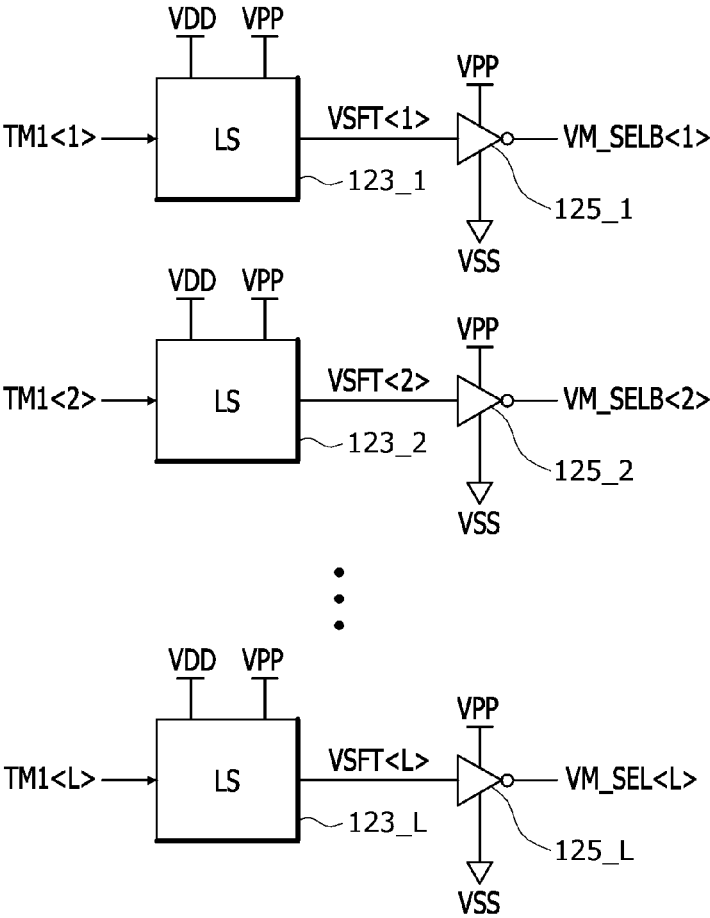 VDD VPP
VPP
TM1<1> LS VSFT<1> VM_SELB<1>
123_1
125_1
VSS
VDD VPP
VPP
TM1<2> LS VSFT<2> VM_SELB<2>
123_2
125_2
VSS
VDD VPP
VPP
TM1<L> LS VSFT<L> VM_SEL<L>
123_L
125_L
VSS